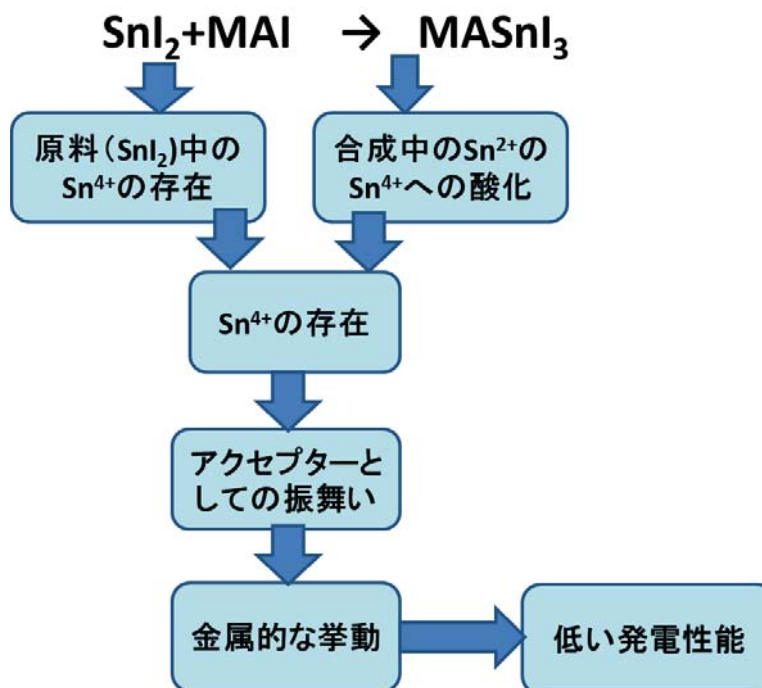 SnI₂+MAI → MASnI₃
原料(SnI₂)中の
Sn⁴⁺の存在
合成中のSn²⁺の
Sn⁴⁺への酸化
Sn⁴⁺の存在
アクセプターと
しての振舞い
金属的な挙動
低い発電性能